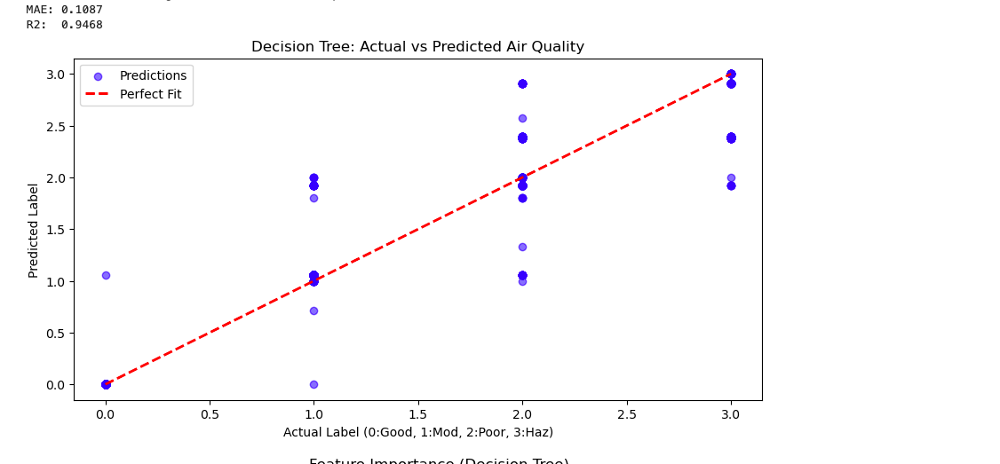 MAE: 0.1087
R2:  0.9468
Decision Tree: Actual vs Predicted Air Quality
Predictions
Perfect Fit
3.0
2.5
2.0
1.5
1.0
0.5
0.0
Predicted Label
0.0 0.5 1.0 1.5 2.0 2.5 3.0
Actual Label (0:Good, 1:Mod, 2:Poor, 3:Haz)
Feature Importance (Decision Tree)